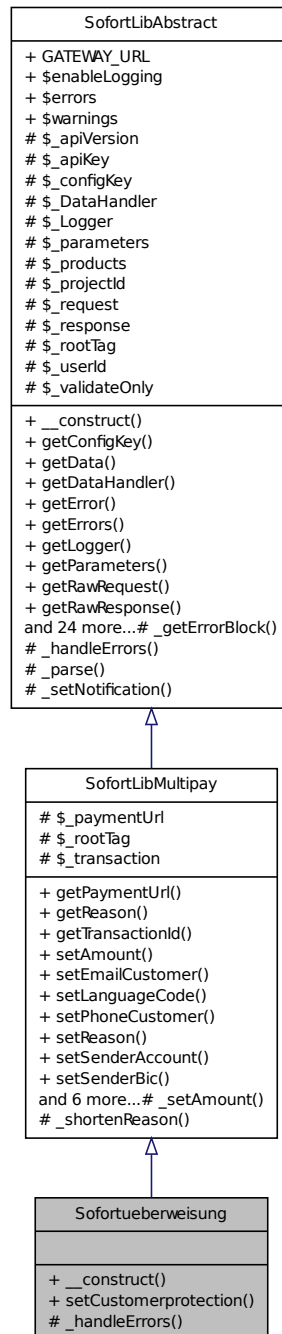 SofortLibAbstract
+ GATEWAY_URL
+ $enableLogging
+ $errors
+ $warnings
# $_apiVersion
# $_apiKey
# $_configKey
# $_DataHandler
# $_Logger
# $_parameters
# $_products
# $_projectId
# $_request
# $_response
# $_rootTag
# $_userId
# $_validateOnly
+ __construct()
+ getConfigKey()
+ getData()
+ getDataHandler()
+ getError()
+ getErrors()
+ getLogger()
+ getParameters()
+ getRawRequest()
+ getRawResponse()
and 24 more...# _getErrorBlock()
# _handleErrors()
# _parse()
# _setNotification()
SofortLibMultipay
# $_paymentUrl
# $_rootTag
# $_transaction
+ getPaymentUrl()
+ getReason()
+ getTransactionId()
+ setAmount()
+ setEmailCustomer()
+ setLanguageCode()
+ setPhoneCustomer()
+ setReason()
+ setSenderAccount()
+ setSenderBic()
and 6 more...# _setAmount()
# _shortenReason()
Sofortueberweisung
+ __construct()
+ setCustomerprotection()
# _handleErrors()